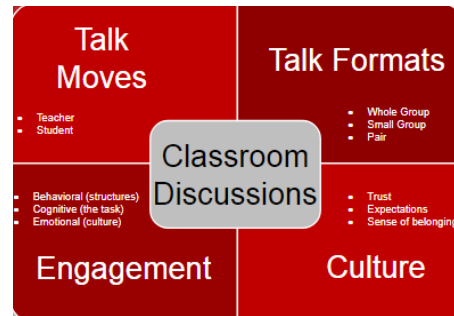 Talk
Moves
Teacher
Student
Talk Formats
Whole Group
Small Group
Pair
Classroom
Discussions
Behavioral (structures)
Cognitive (the task)
Emotional (culture)
Engagement
Trust
Expectations
Sense of belonging
Culture